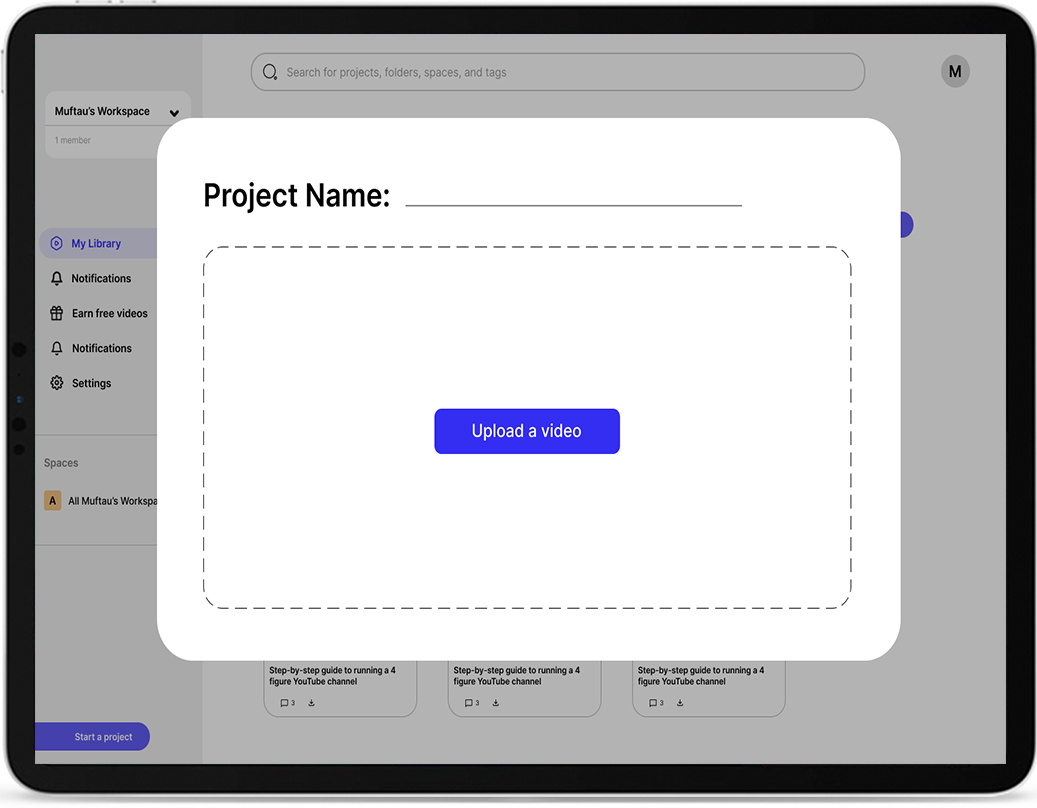 Search for projects, folders, spaces, and tags
M
Muftau's Workspace
1 member
Project Name:
My Library
Notifications
Earn free videos
Notifications
Settings
Upload a video
Spaces
A All Muftau's Workspa
Step-by-step guide to running a 4
figure YouTube channel
3
Step-by-step guide to running a 4
figure YouTube channel
3
Step-by-step guide to running a 4
figure YouTube channel
3
Start a project